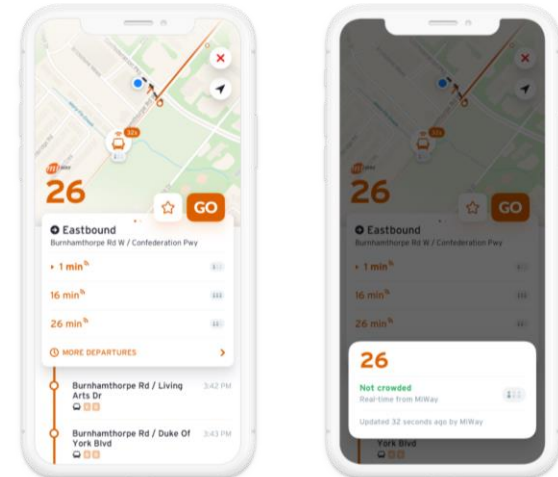 32s
26
GO
Eastbound
Burnhamthorpe Rd W / Confederation Pwy
1 min
16 min
26 min
MORE DEPARTURES
Burnhamthorpe Rd / Living
Arts Dr
3:42 PM
Burnhamthorpe Rd / Duke Of
York Blvd
3:43 PM
26
GO
Eastbound
Burnhamthorpe Rd W / Confederation Pwy
1 min
16 min
26 min
26
Not crowded
Real-time from MiWay
Updated 32 seconds ago by MiWay
York Blvd